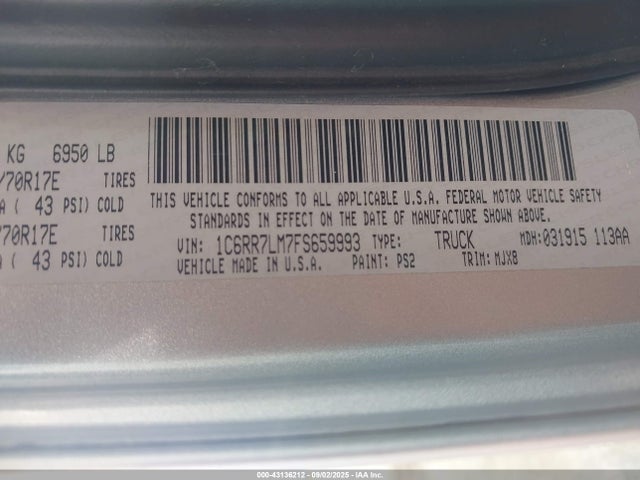 KG 6950 LB
/70R17E TIRES
A ( 43 PSI) COLD
/70R17E TIRES
A ( 43 PSI) COLD
THIS VEHICLE CONFORMS TO ALL APPLICABLE U.S.A. FEDERAL MOTOR VEHICLE SAFETY
STANDARDS IN EFFECT ON THE DATE OF MANUFACTURE SHOWN ABOVE.
VIN: 1C6RR7LM7FS659993 TYPE: TRUCK MDH: 031915 113AA
VEHICLE MADE IN U.S.A. PAINT: PS2 TRIM: MJX8
000-43136212 - 09/02/2025 - IAA Inc.